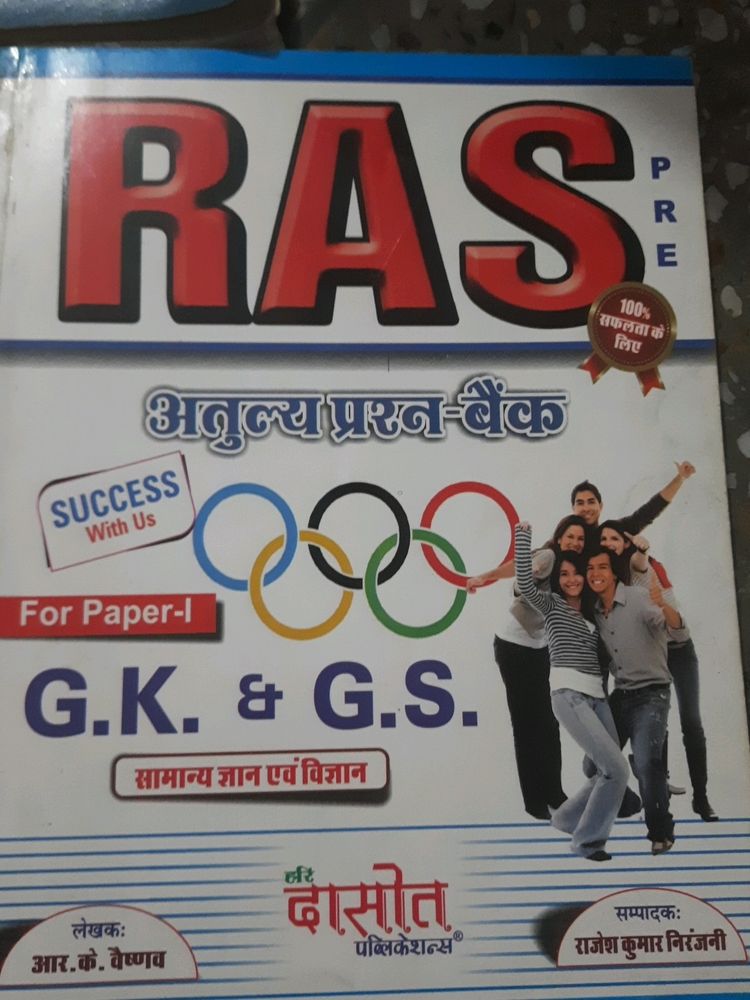 RAS
PRE
100%
सफलता के
लिए
अतुल्य प्रश्न-बैंक
SUCCESS
With Us
For Paper-I
G.K. & G.S.
सामान्य ज्ञान एवं विज्ञान
हरि
दासोत
पब्लिकेशन्स®
लेखक:
आर. के. वैष्णव
सम्पादक:
राजेश कुमार निरंजनी